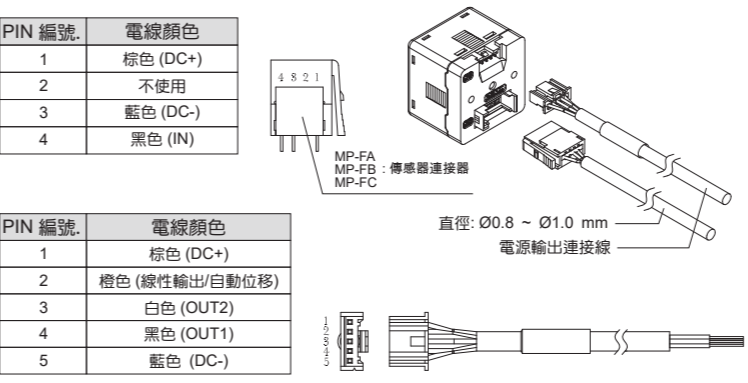 PIN 編號. 電線顏色
1 棕色 (DC+)
2 不使用
3 藍色 (DC-)
4 黑色 (IN)
4 8 2 1
MP-FA
MP-FB : 傳感器連接器
MP-FC
直徑: Ø0.8 ~ Ø1.0 mm
電源輸出連接線
PIN 編號. 電線顏色
1 棕色 (DC+)
2 橙色 (線性輸出/自動位移)
3 白色 (OUT2)
4 黑色 (OUT1)
5 藍色 (DC-)
1
2
3
4
5